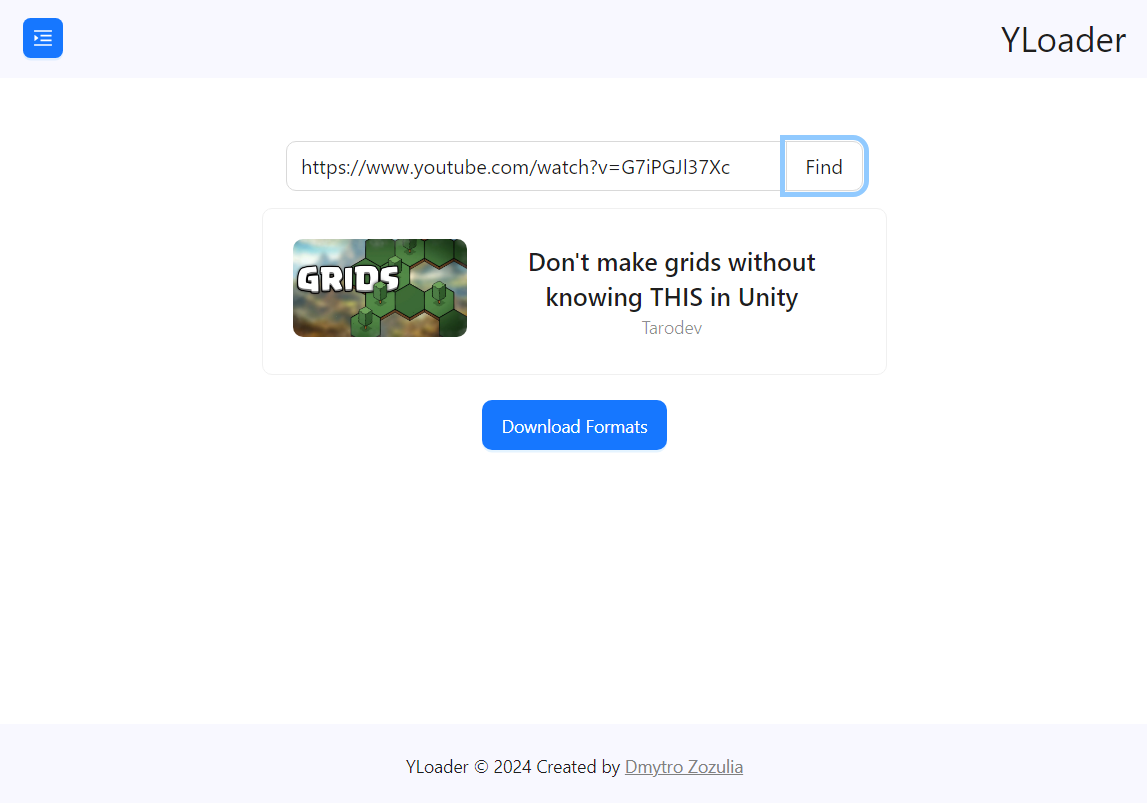 YLoader
https://www.youtube.com/watch?v=G7iPGJl37Xc
Find
GRIDS
Don't make grids without
knowing THIS in Unity
Tarodev
Download Formats
YLoader © 2024 Created by Dmytro Zozulia